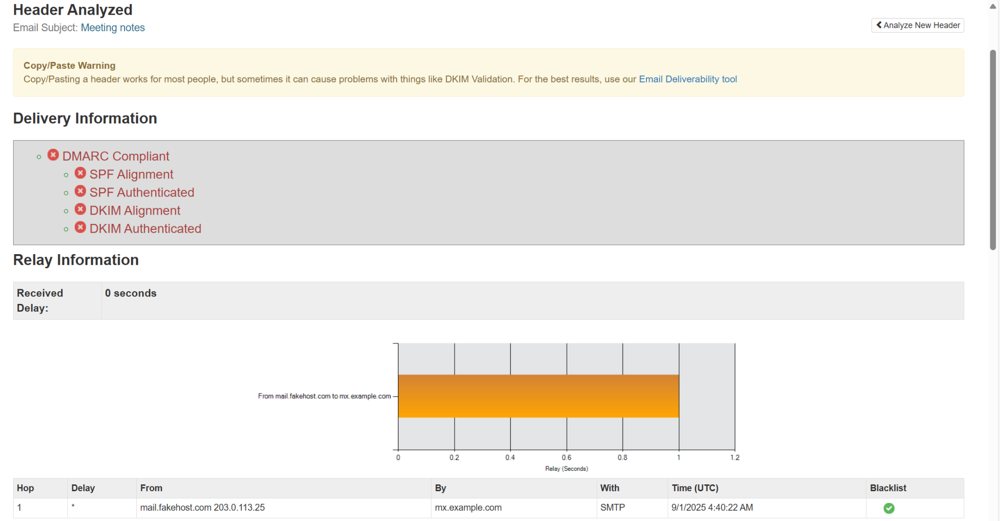 Header Analyzed
Email Subject: Meeting notes
Analyze New Header
Copy/Paste Warning
Copy/Pasting a header works for most people, but sometimes it can cause problems with things like DKIM Validation. For the best results, use our Email Deliverability tool
Delivery Information
DMARC Compliant
SPF Alignment
SPF Authenticated
DKIM Alignment
DKIM Authenticated
Relay Information
Received Delay: 0 seconds
From mail.fakehost.com to mx.example.com
0 0.2 0.4 0.6 0.8 1 1.2
Relay (Seconds)
Hop Delay From By With Time (UTC) Blacklist
1 * mail.fakehost.com 203.0.113.25 mx.example.com SMTP 9/1/2025 4:40:22 AM